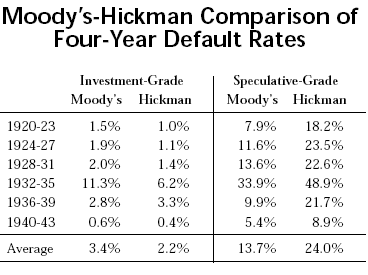 Moody's-Hickman Comparison of
Four-Year Default Rates
Investment-Grade Speculative-Grade
Moody's Hickman Moody's Hickman
1920-23 1.5% 1.0% 7.9% 18.2%
1924-27 1.9% 1.1% 11.6% 23.5%
1928-31 2.0% 1.4% 13.6% 22.6%
1932-35 11.3% 6.2% 33.9% 48.9%
1936-39 2.8% 3.3% 9.9% 21.7%
1940-43 0.6% 0.4% 5.4% 8.9%
Average 3.4% 2.2% 13.7% 24.0%